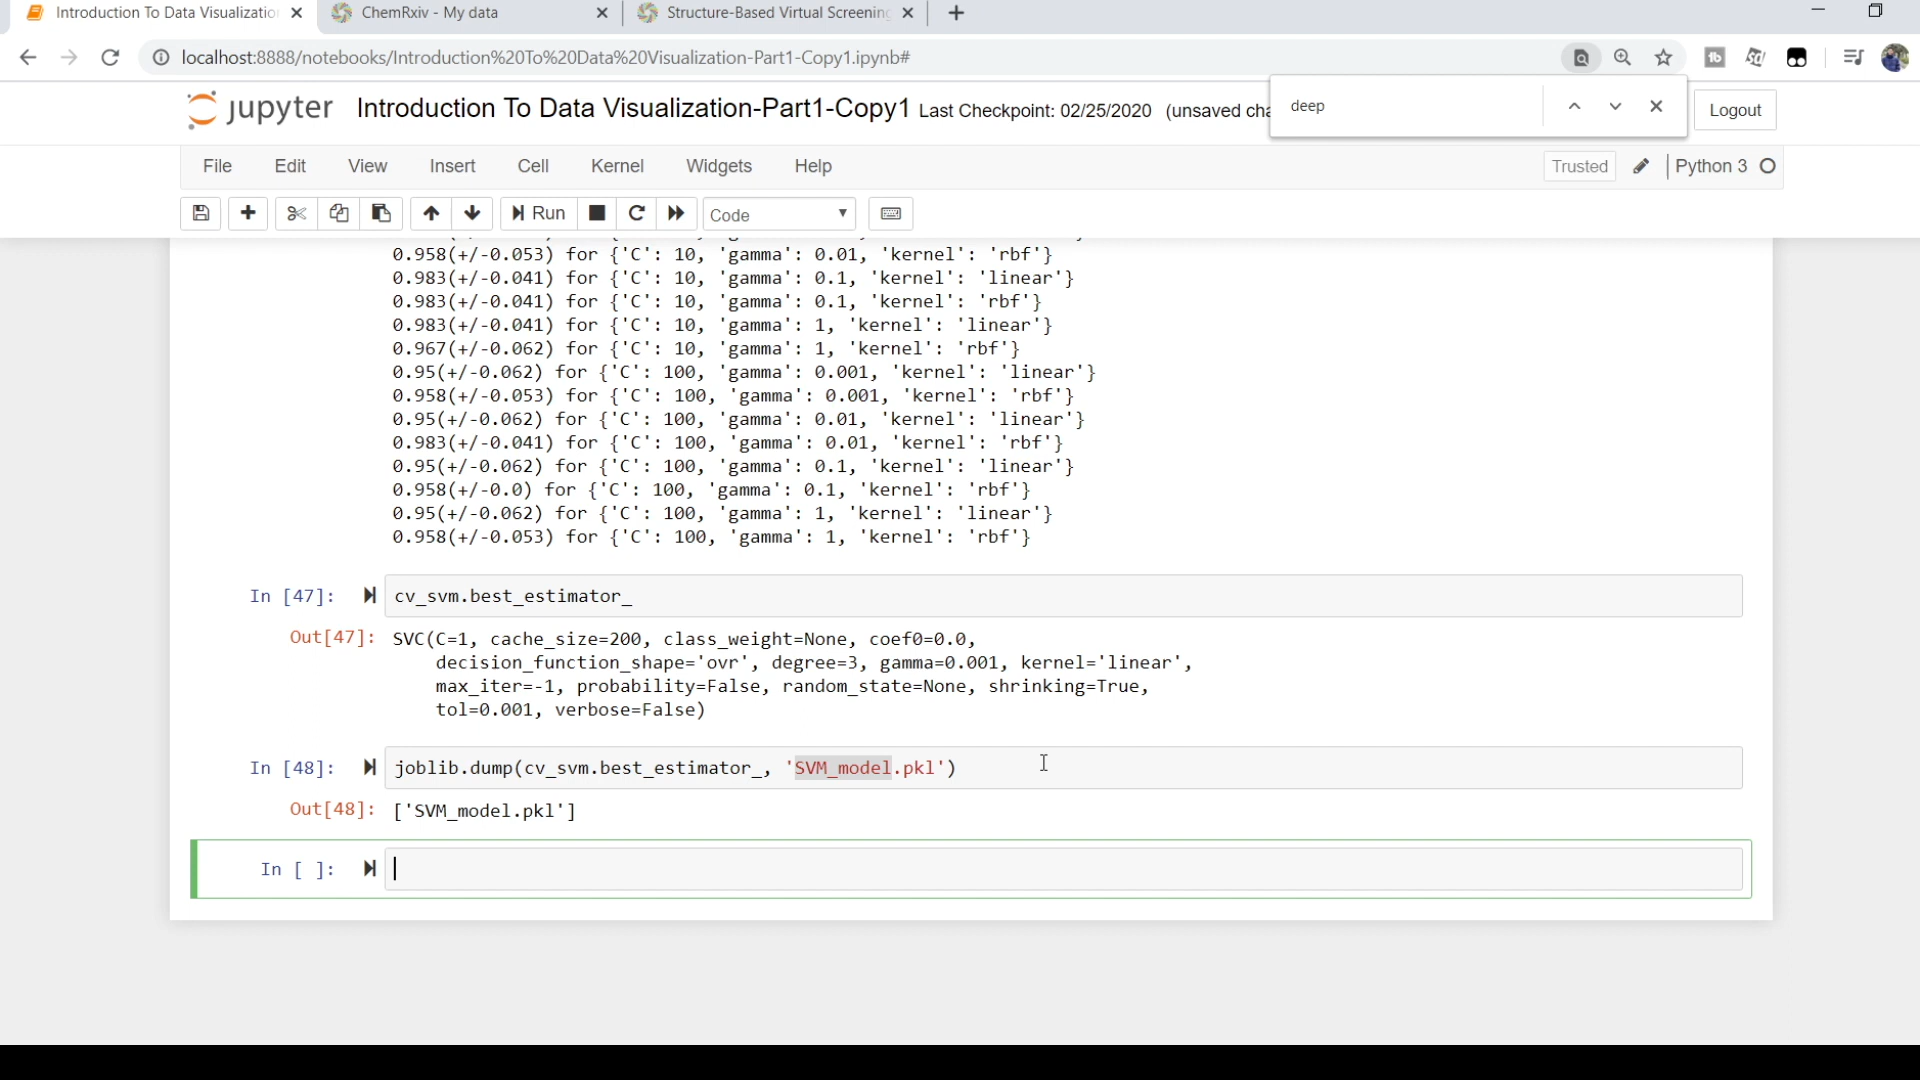 Introduction To Data Visualizatio
ChemRxiv - My data
Structure-Based Virtual Screening
localhost:8888/notebooks/Introduction%20To%20Data%20Visualization-Part1-Copy1.ipynb#
deep
jupyter Introduction To Data Visualization-Part1-Copy1 Last Checkpoint: 02/25/2020 (unsaved cha
Logout
File Edit View Insert Cell Kernel Widgets Help
Trusted
Python 3
Run
Code
0.958(+/-0.053) for {'C': 10, 'gamma': 0.01, 'kernel': 'rbf'}
0.983(+/-0.041) for {'C': 10, 'gamma': 0.1, 'kernel': 'linear'}
0.983(+/-0.041) for {'C': 10, 'gamma': 0.1, 'kernel': 'rbf'}
0.983(+/-0.041) for {'C': 10, 'gamma': 1, 'kernel': 'linear'}
0.967(+/-0.062) for {'C': 10, 'gamma': 1, 'kernel': 'rbf'}
0.95(+/-0.062) for {'C': 100, 'gamma': 0.001, 'kernel': 'linear'}
0.958(+/-0.053) for {'C': 100, 'gamma': 0.001, 'kernel': 'rbf'}
0.95(+/-0.062) for {'C': 100, 'gamma': 0.01, 'kernel': 'linear'}
0.983(+/-0.041) for {'C': 100, 'gamma': 0.01, 'kernel': 'rbf'}
0.95(+/-0.062) for {'C': 100, 'gamma': 0.1, 'kernel': 'linear'}
0.958(+/-0.0) for {'C': 100, 'gamma': 0.1, 'kernel': 'rbf'}
0.95(+/-0.062) for {'C': 100, 'gamma': 1, 'kernel': 'linear'}
0.958(+/-0.053) for {'C': 100, 'gamma': 1, 'kernel': 'rbf'}
In [47]: cv_svm.best_estimator_
Out[47]: SVC(C=1, cache_size=200, class_weight=None, coef0=0.0,
decision_function_shape='ovr', degree=3, gamma=0.001, kernel='linear',
max_iter=-1, probability=False, random_state=None, shrinking=True,
tol=0.001, verbose=False)
In [48]: joblib.dump(cv_svm.best_estimator_, 'SVM_model.pkl')
Out[48]: ['SVM_model.pkl']
In [ ]: